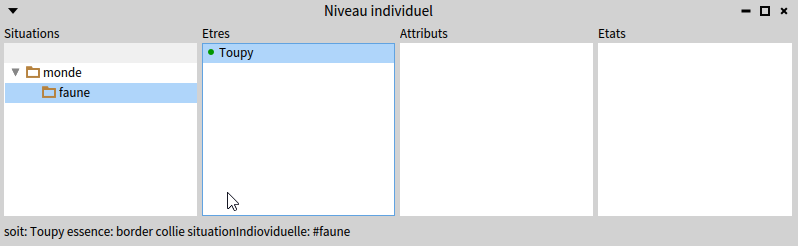 Niveau individuel
Situations Etres Attributs Etats
Toupy
monde
faune
soit: Toupy essence: border collie situationIndioviduelle: #faune